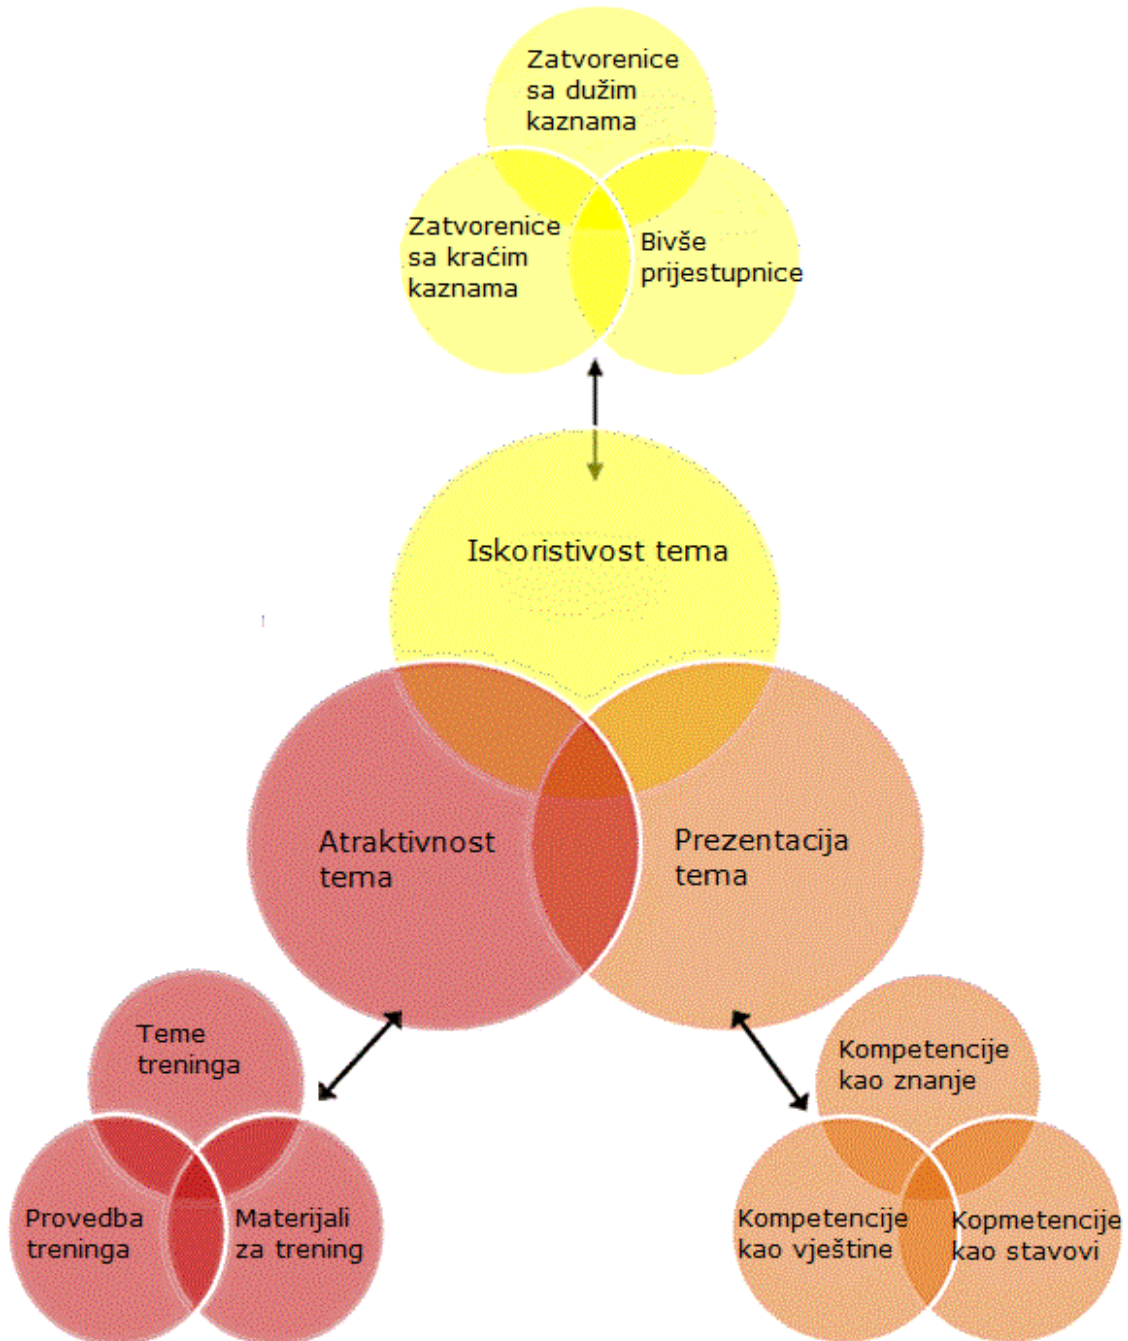 Zatvorenice
sa dužim
kaznama
Zatvorenice
sa kraćim
kaznama
Bivše
prijestupnice
Iskoristivost tema
Atraktivnost
tema
Prezentacija
tema
Teme
treninga
Provedba
treninga
Materijali
za trening
Kompetencije
kao znanje
Kompetencije
kao vještine
Kopmetencije
kao stavovi